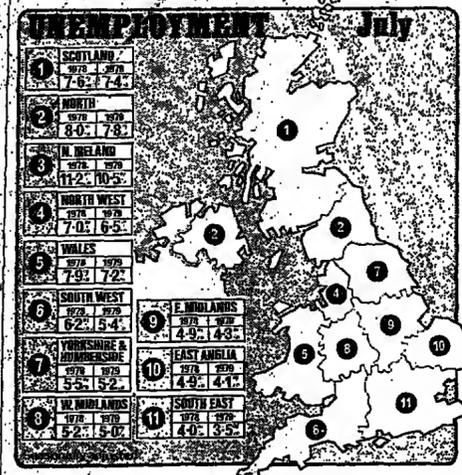 UNEMPLOYMENT July
1 SCOTLAND
1978 1979
7·6% 7·4%
2 NORTH
1978 1979
8·0% 7·8%
3 N. IRELAND
1978 1979
11·2% 10·5%
4 NORTH WEST
1978 1979
7·0% 6·5%
5 WALES
1978 1979
7·9% 7·2%
6 SOUTH WEST
1978 1979
6·2% 5·4%
7 YORKSHIRE &
HUMBERSIDE
1978 1979
5·5% 5·2%
8 W. MIDLANDS
1978 1979
5·2% 5·0%
9 E. MIDLANDS
1978 1979
4·9% 4·3%
10 EAST ANGLIA
1978 1979
4·9% 4·1%
11 SOUTH EAST
1978 1979
4·0% 3·5%
Seasonally adjusted
1
2
2
7
4
9
10
5
8
11
6